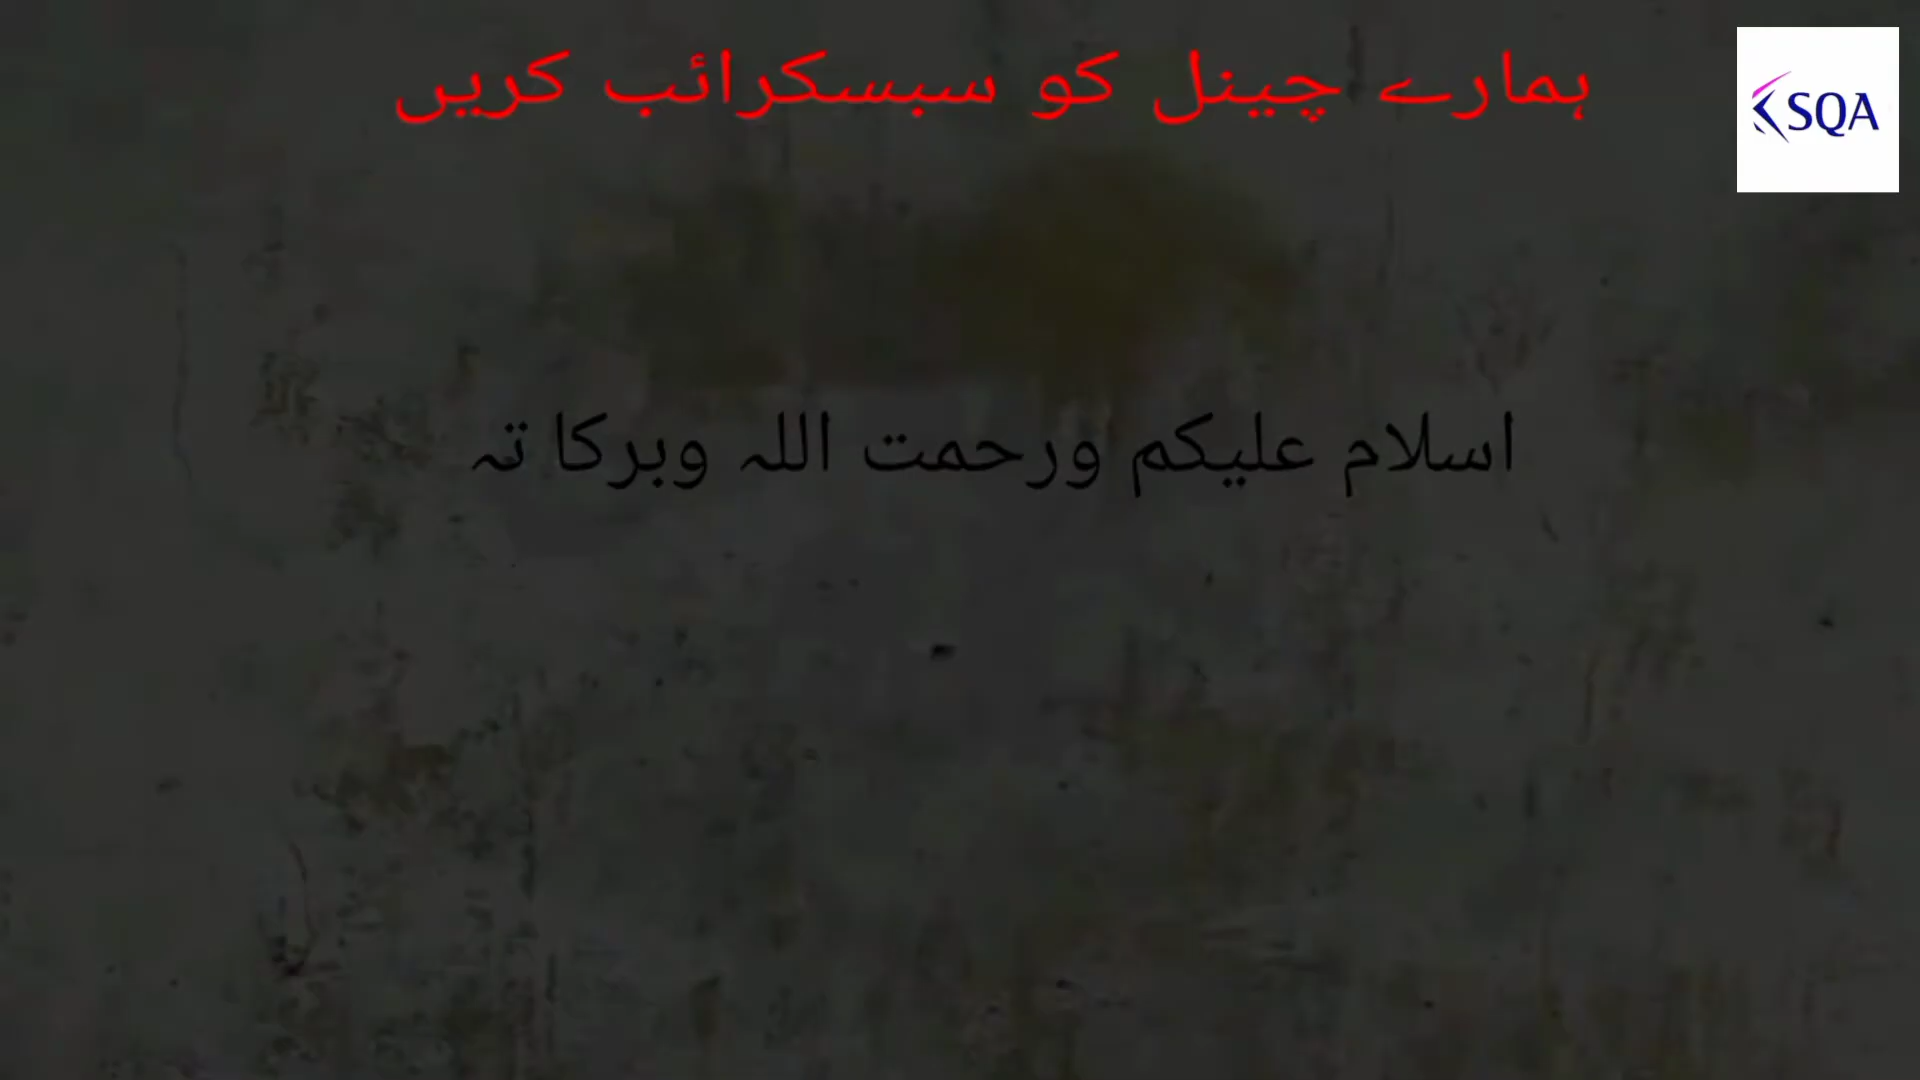 ہمارے چینل کو سبسکرائب کریں
SQA
اسلام علیکم ورحمت اللہ وبرکا تہ